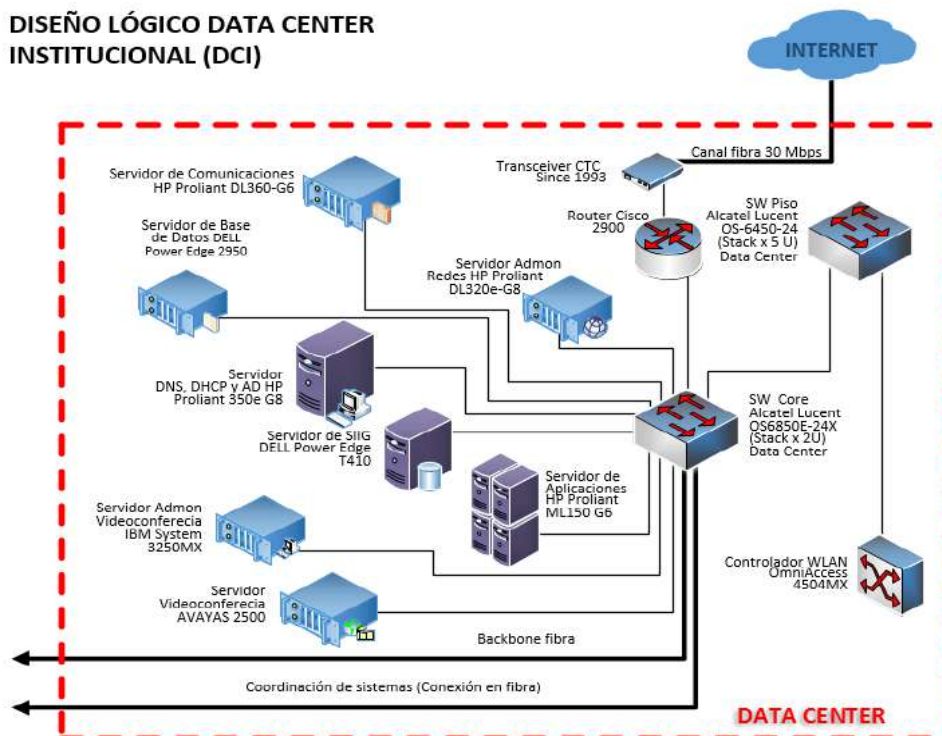 DISEÑO LÓGICO DATA CENTER
INSTITUCIONAL (DCI)
INTERNET
Canal fibra 30 Mbps
Transceiver CTC
Since 1993
Servidor de Comunicaciones
HP Proliant DL360-G6
SW Piso
Alcatel Lucent
OS-6450-24
(Stack x 5 U)
Data Center
Router Cisco
2900
Servidor de Base
de Datos DELL
Power Edge 2950
Servidor Admon
Redes HP Proliant
DL320e-G8
Servidor
DNS, DHCP y AD HP
Proliant 350e G8
SW Core
Alcatel Lucent
OS6850E-24X
(Stack x 2U)
Data Center
Servidor de SIIG
DELL Power Edge
T410
Servidor de
Aplicaciones
HP Proliant
ML150 G6
Servidor Admon
Videoconferecia
IBM System
3250MX
Controlador WLAN
OmniAccess
4504MX
Servidor
Videoconferecia
AVAYAS 2500
Backbone fibra
Coordinación de sistemas (Conexión en fibra)
DATA CENTER